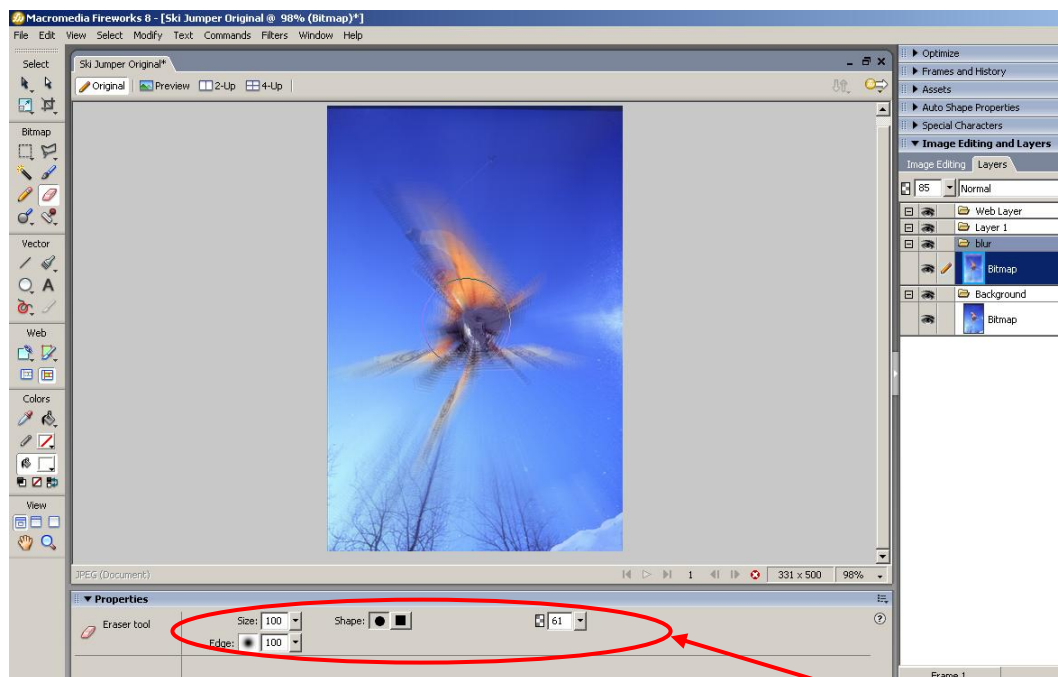 Macromedia Fireworks 8 - [Ski Jumper Original @ 98% (Bitmap)*]
File Edit View Select Modify Text Commands Filters Window Help
Select
Bitmap
Vector
A
Web
Colors
View
Ski Jumper Original*
Original Preview 2-Up 4-Up
JPEG (Document)
1 331 x 500 98%
Properties
Eraser tool
Size: 100 Shape: 61
Edge: 100
?
Optimize
Frames and History
Assets
Auto Shape Properties
Special Characters
Image Editing and Layers
Image Editing Layers
85 Normal
Web Layer
Layer 1
blur
Bitmap
Background
Bitmap
Frame 1